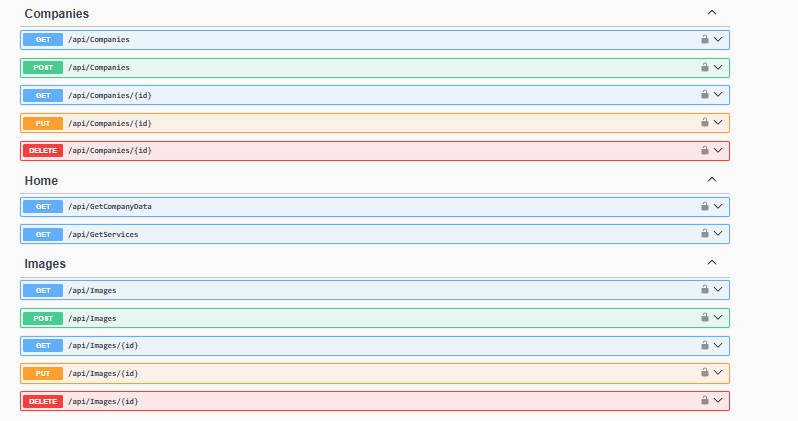 Companies
GET /api/Companies
POST /api/Companies
GET /api/Companies/{id}
PUT /api/Companies/{id}
DELETE /api/Companies/{id}
Home
GET /api/GetCompanyData
GET /api/GetServices
Images
GET /api/Images
POST /api/Images
GET /api/Images/{id}
PUT /api/Images/{id}
DELETE /api/Images/{id}